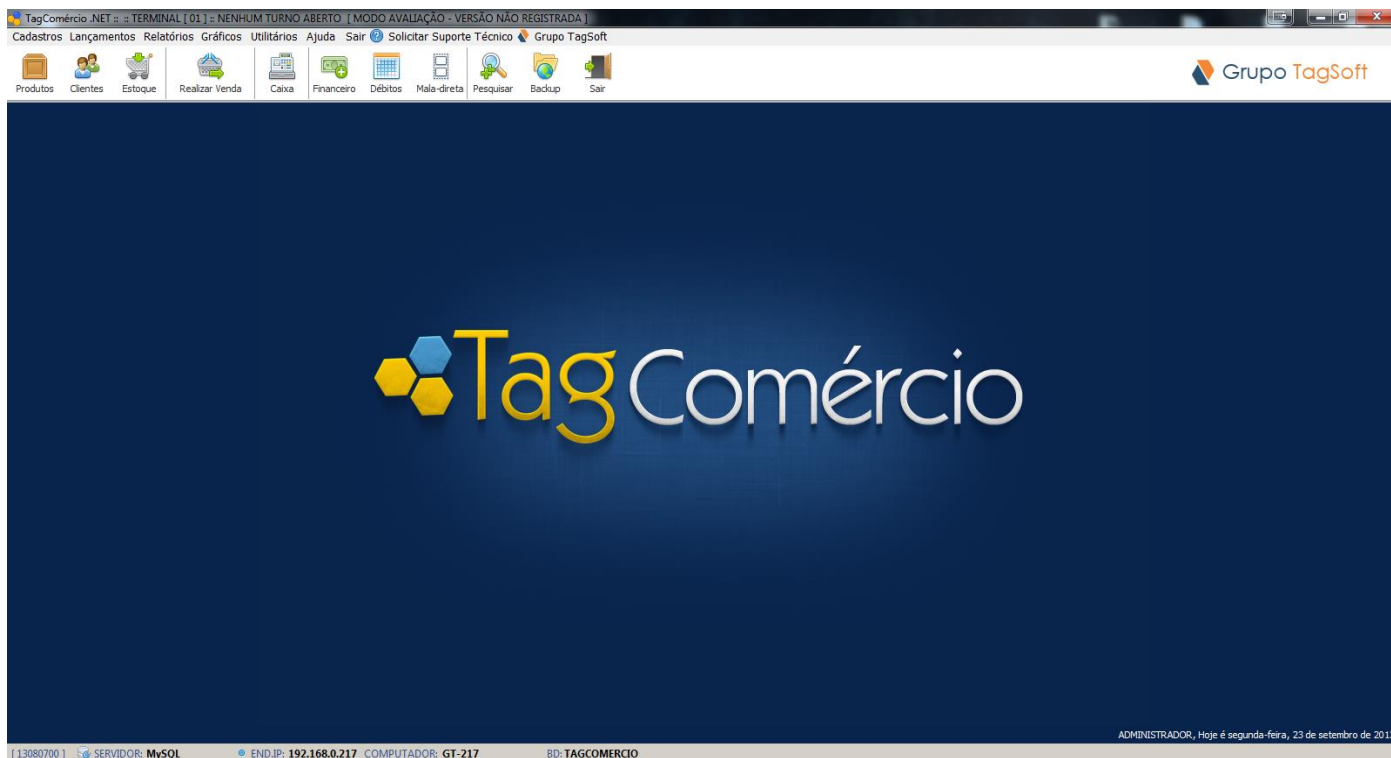 TagComércio .NET :: :: TERMINAL [ 01 ] :: NENHUM TURNO ABERTO [ MODO AVALIAÇÃO - VERSÃO NÃO REGISTRADA ]
Cadastros Lançamentos Relatórios Gráficos Utilitários Ajuda Sair Solicitar Suporte Técnico Grupo TagSoft
Produtos Clientes Estoque Realizar Venda Caixa Financeiro Débitos Mala-direta Pesquisar Backup Sair
Grupo TagSoft
TagComércio
ADMINISTRADOR, Hoje é segunda-feira, 23 de setembro de
[ 13080700 ] SERVIDOR: MySQL END.IP: 192.168.0.217 COMPUTADOR: GT-217 BD: TAGCOMERCIO